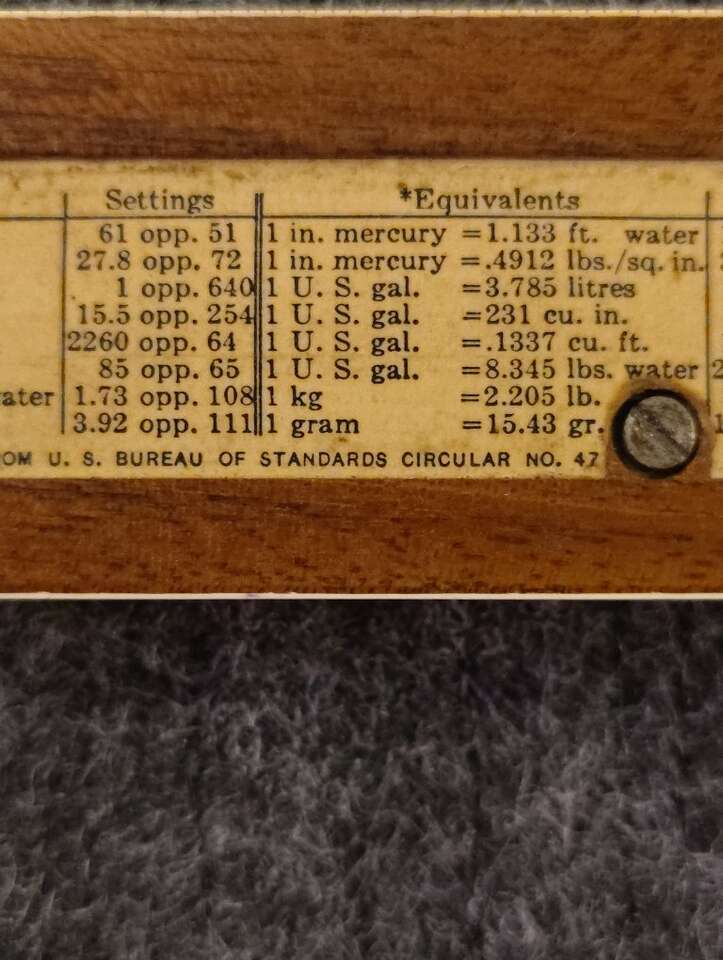 Settings *Equivalents
61 opp. 51 1 in. mercury =1.133 ft. water
27.8 opp. 72 1 in. mercury =.4912 lbs./sq. in.
1 opp. 640 1 U. S. gal. =3.785 litres
15.5 opp. 254 1 U. S. gal. =231 cu. in.
2260 opp. 64 1 U. S. gal. =.1337 cu. ft.
85 opp. 65 1 U. S. gal. =8.345 lbs. water 2
ater 1.73 opp. 108 1 kg =2.205 lb.
3.92 opp. 111 1 gram =15.43 gr. 1
OM U. S. BUREAU OF STANDARDS CIRCULAR NO. 47